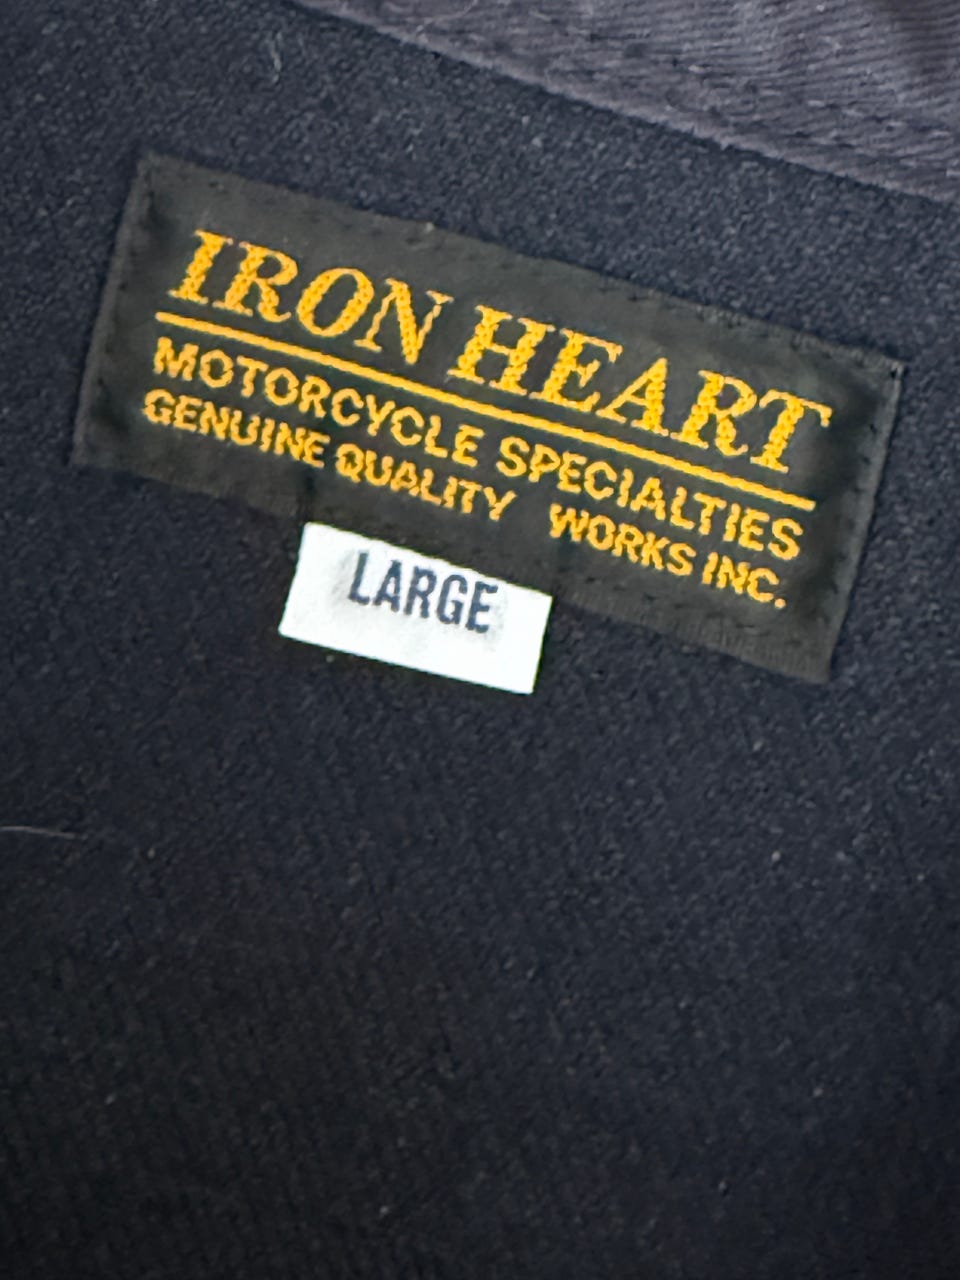 IRON HEART
MOTORCYCLE SPECIALTIES
GENUINE QUALITY WORKS INC.
LARGE